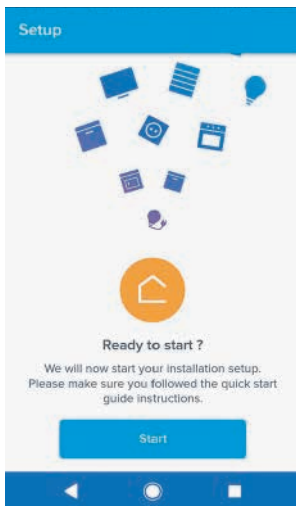 Setup
Ready to start ?
We will now start your installation setup.
Please make sure you followed the quick start
guide instructions.
Start